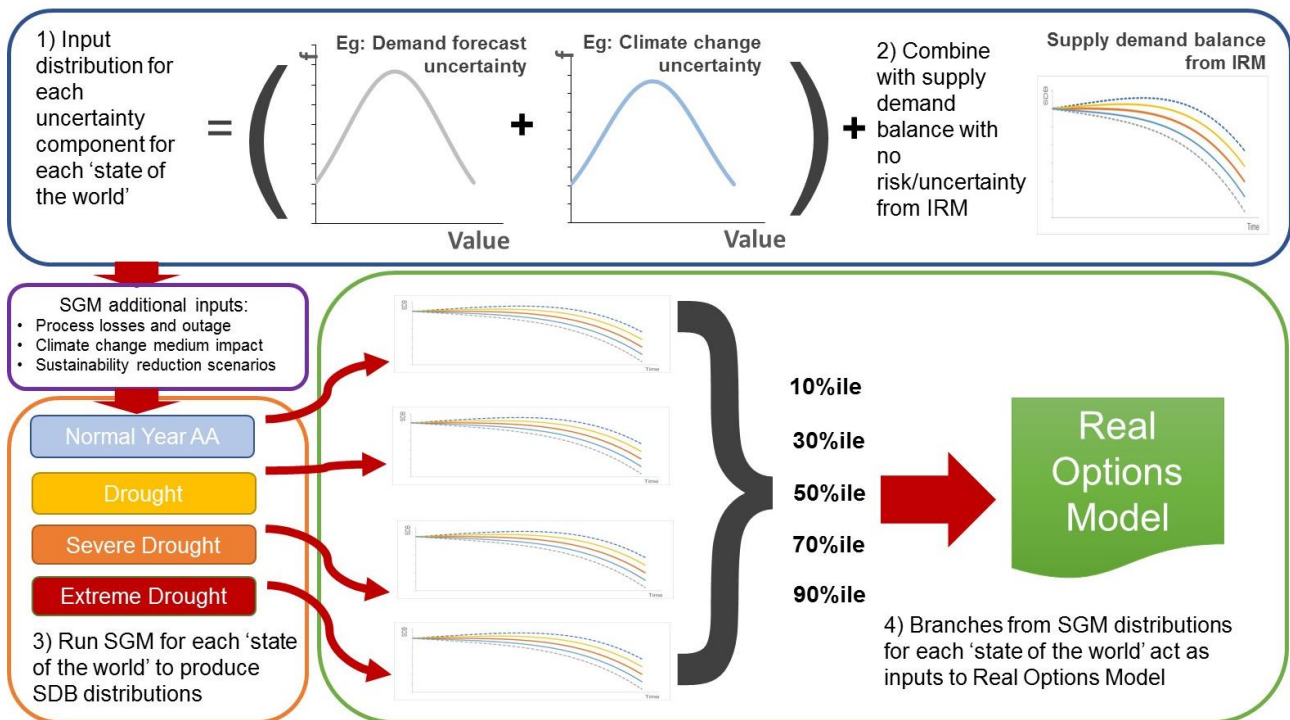 1) Input
distribution for
each
uncertainty
component for
each ‘state of
the world’
=
(
f
Eg: Demand forecast
uncertainty
Value
+
f
Eg: Climate change
uncertainty
Value
)
+
2) Combine
with supply
demand
balance with
no
risk/uncertainty
from IRM
Supply demand balance
from IRM
SDB
Time
SGM additional inputs:
• Process losses and outage
• Climate change medium impact
• Sustainability reduction scenarios
Normal Year AA
Drought
Severe Drought
Extreme Drought
3) Run SGM for each ‘state
of the world’ to produce
SDB distributions
SDB
Time
SDB
Time
SDB
Time
SDB
Time
}
10%ile
30%ile
50%ile
70%ile
90%ile
Real
Options
Model
4) Branches from SGM distributions
for each ‘state of the world’ act as
inputs to Real Options Model